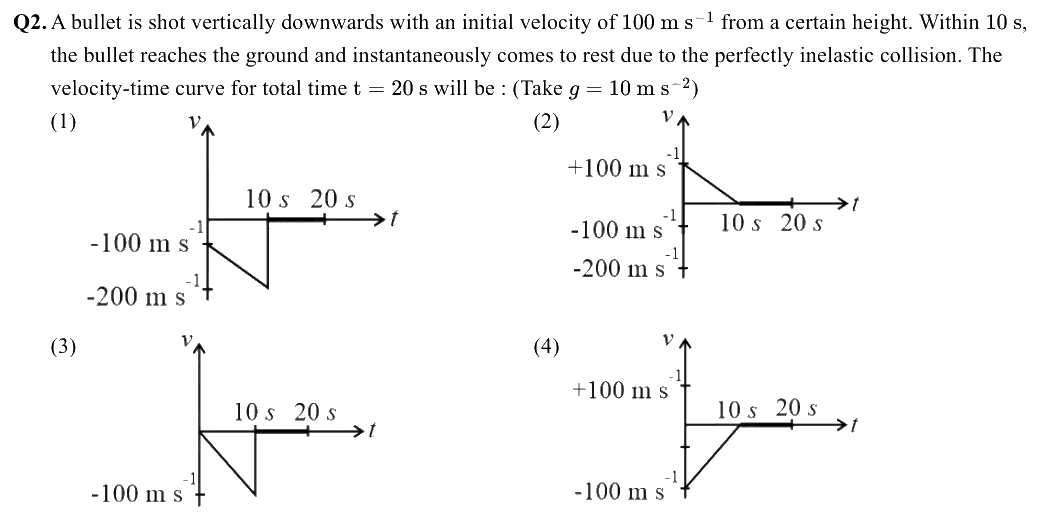 Q2. A bullet is shot vertically downwards with an initial velocity of 100 m s⁻¹ from a certain height. Within 10 s,
the bullet reaches the ground and instantaneously comes to rest due to the perfectly inelastic collision. The
velocity-time curve for total time t = 20 s will be : (Take g = 10 m s⁻²)
(1)
v
10 s 20 s
t
-100 m s⁻¹
-200 m s⁻¹
(2)
v
+100 m s⁻¹
t
10 s 20 s
-100 m s⁻¹
-200 m s⁻¹
(3)
v
10 s 20 s
t
-100 m s⁻¹
(4)
v
+100 m s⁻¹
10 s 20 s
t
-100 m s⁻¹